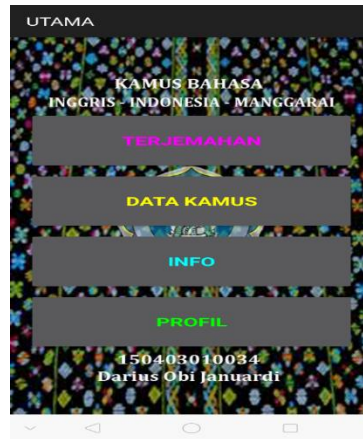 UTAMA
KAMUS BAHASA
INGGRIS - INDONESIA - MANGGARAI
TERJEMAHAN
DATA KAMUS
INFO
PROFIL
150403010034
Darius Obi Januardi